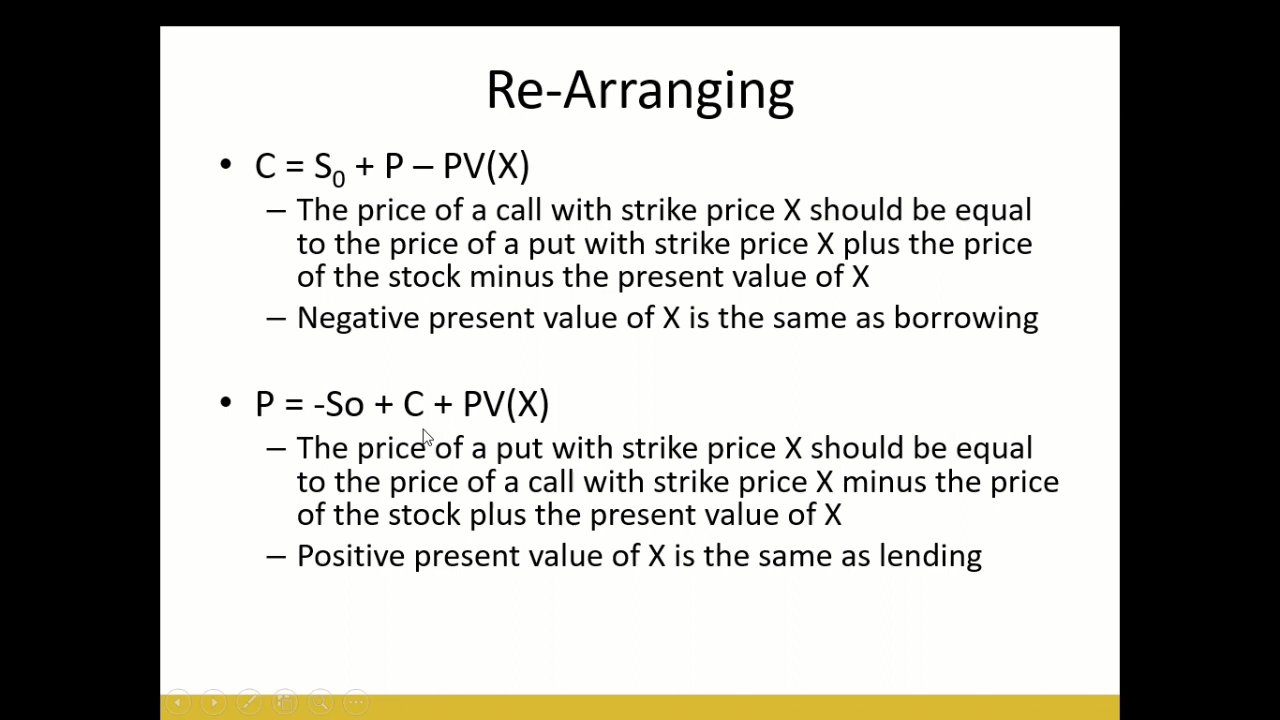 Re-Arranging
• C = S₀ + P – PV(X)
– The price of a call with strike price X should be equal
to the price of a put with strike price X plus the price
of the stock minus the present value of X
– Negative present value of X is the same as borrowing
• P = -So + C + PV(X)
– The price of a put with strike price X should be equal
to the price of a call with strike price X minus the price
of the stock plus the present value of X
– Positive present value of X is the same as lending